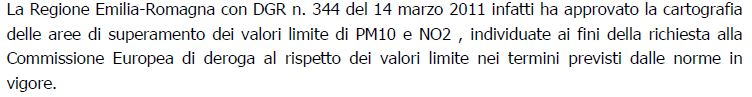 La Regione Emilia-Romagna con DGR n. 344 del 14 marzo 2011 infatti ha approvato la cartografia
delle aree di superamento dei valori limite di PM10 e NO2 , individuate ai fini della richiesta alla
Commissione Europea di deroga al rispetto dei valori limite nei termini previsti dalle norme in
vigore.